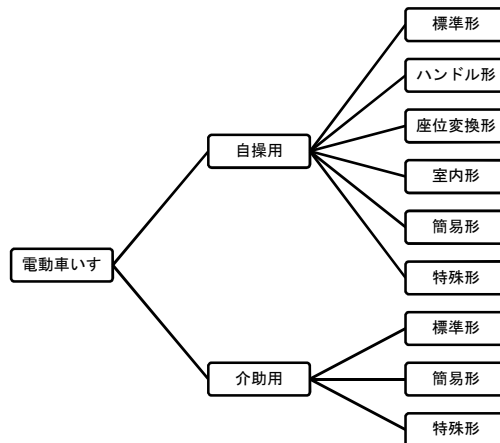 標準形
ハンドル形
座位変換形
自操用
室内形
簡易形
電動車いす
特殊形
標準形
介助用
簡易形
特殊形